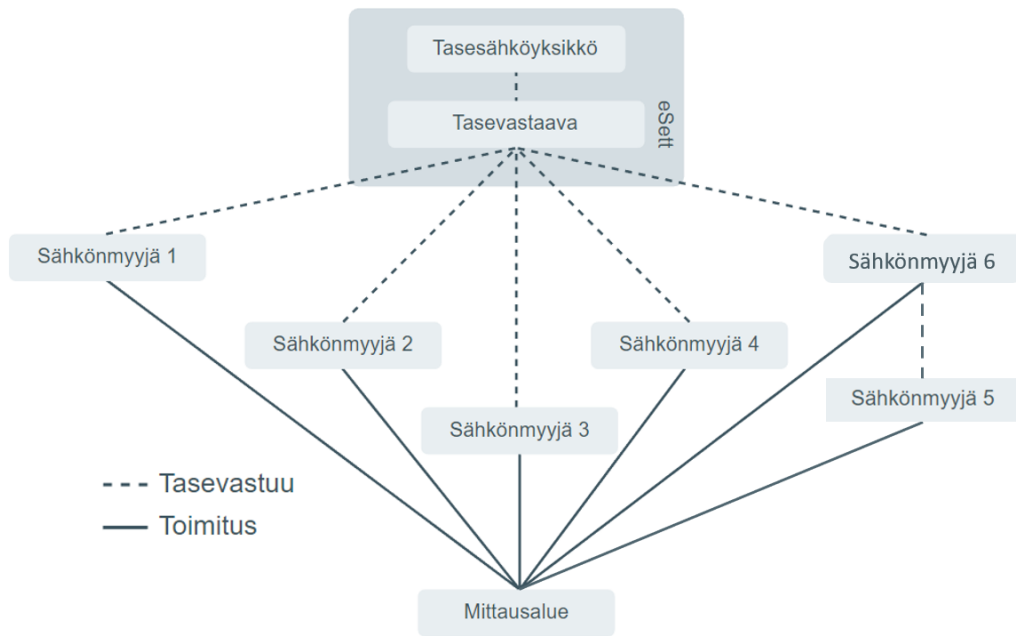 Tasesähköyksikkö
Tasevastaava
eSett
Sähkönmyyjä 1
Sähkönmyyjä 6
Sähkönmyyjä 2
Sähkönmyyjä 4
Sähkönmyyjä 5
Sähkönmyyjä 3
Tasevastuu
Toimitus
Mittausalue